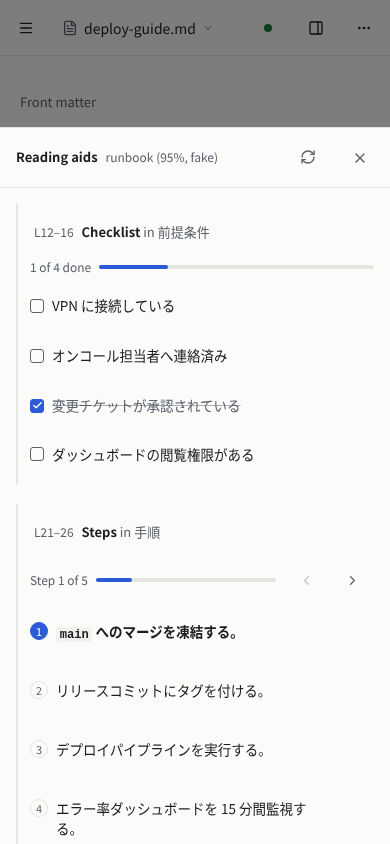 deploy-guide.md
Front matter
Reading aids runbook (95%, fake)
L12–16 Checklist in 前提条件
1 of 4 done
VPN に接続している
オンコール担当者へ連絡済み
変更チケットが承認されている
ダッシュボードの閲覧権限がある
L21–26 Steps in 手順
Step 1 of 5
1 main へのマージを凍結する。
2 リリースコミットにタグを付ける。
3 デプロイパイプラインを実行する。
4 エラー率ダッシュボードを 15 分間監視す
る。